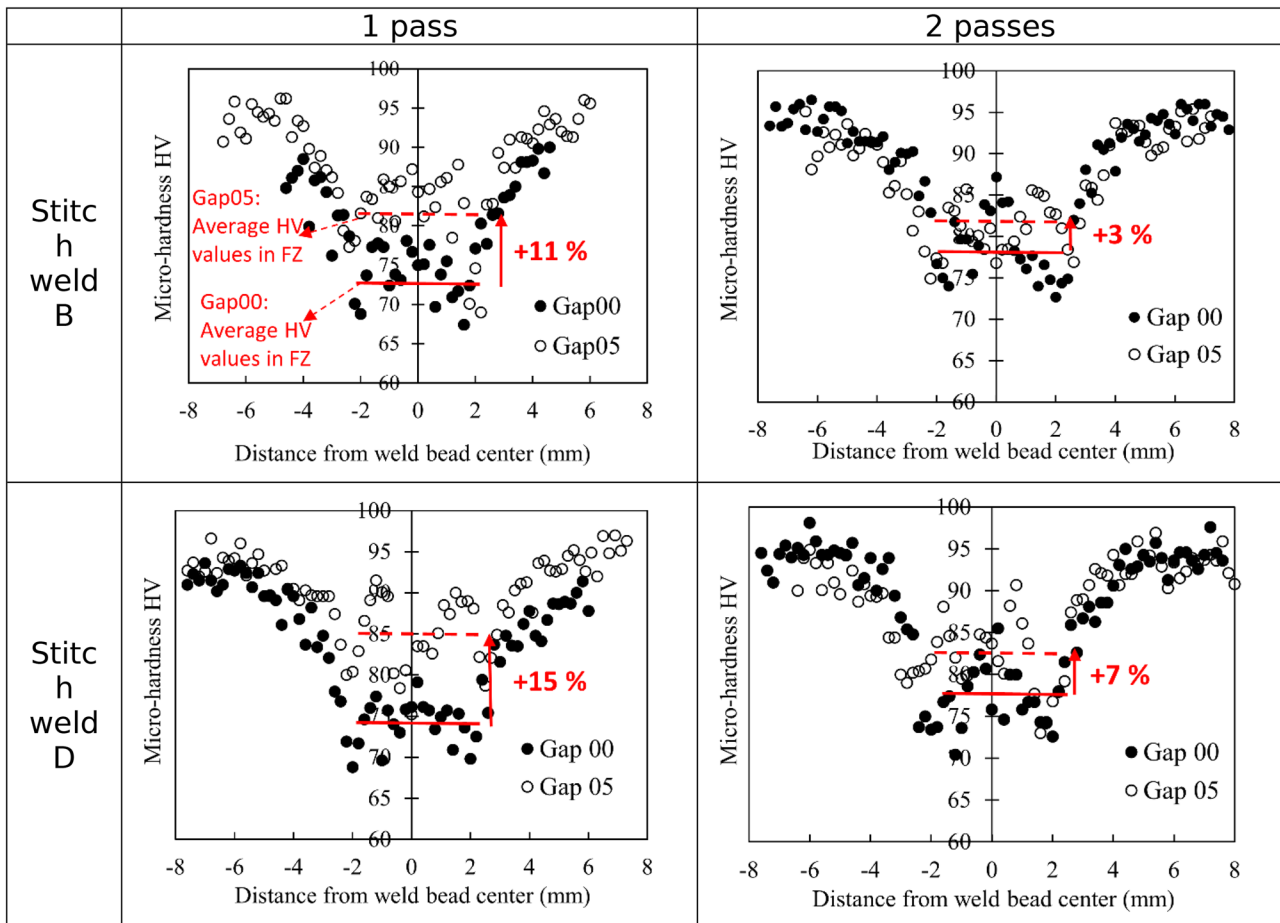 1 pass
2 passes
Stitc
h
weld
B
Micro-hardness HV
100
95
90
85
80
75
70
65
60
-8
-6
-4
-2
0
2
4
6
8
Distance from weld bead center (mm)
Gap05:
Average HV
values in FZ
Gap00:
Average HV
values in FZ
+11 %
Gap00
Gap05
Micro-hardness HV
100
95
90
85
80
75
70
65
60
-8
-6
-4
-2
0
2
4
6
8
Distance from weld bead center (mm)
+3 %
Gap 00
Gap 05
Stitc
h
weld
D
Micro-hardness HV
100
95
90
85
80
75
70
65
60
-8
-6
-4
-2
0
2
4
6
8
Distance from weld bead center (mm)
+15 %
Gap 00
Gap 05
Micro-hardness HV
100
95
90
85
80
75
70
65
60
-8
-6
-4
-2
0
2
4
6
8
Distance from weld bead center (mm)
+7 %
Gap 00
Gap 05